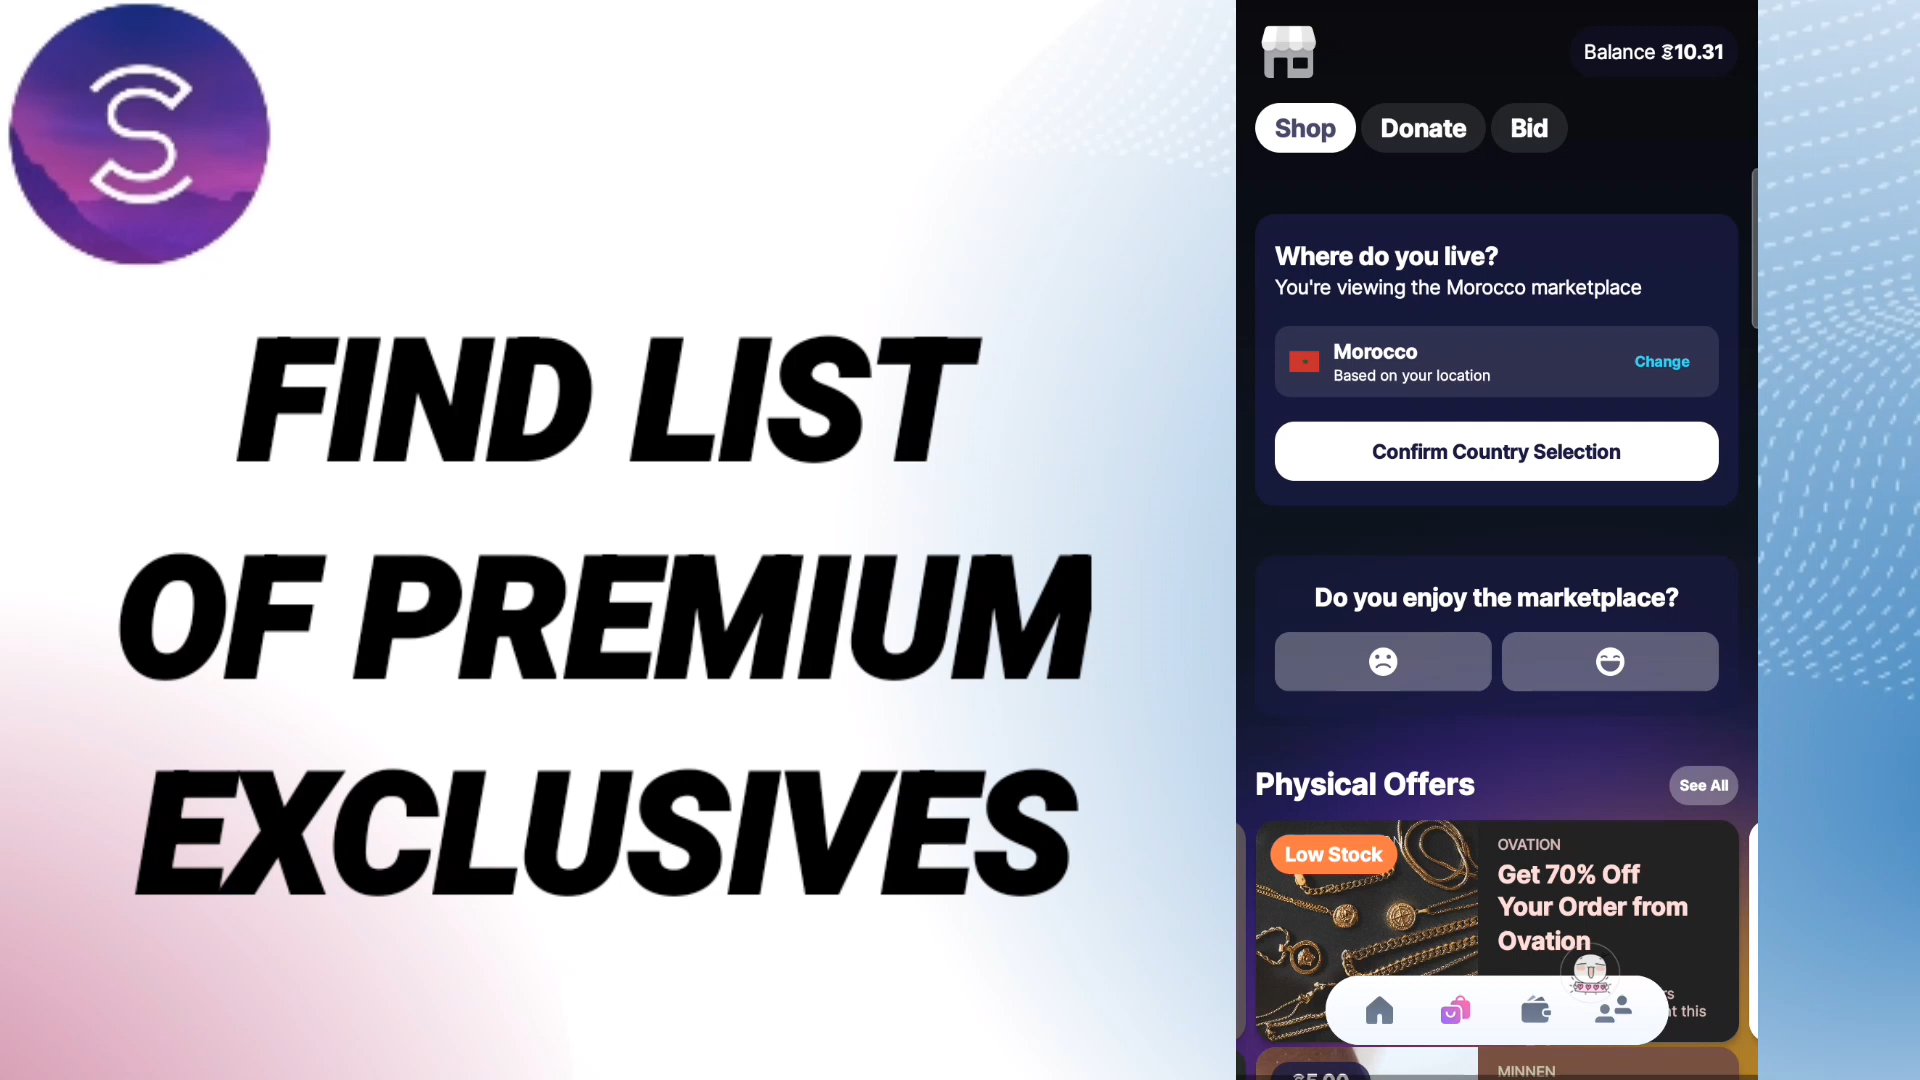 FIND LIST
OF PREMIUM
EXCLUSIVES
Balance 10.31
Shop
Donate
Bid
Where do you live?
You're viewing the Morocco marketplace
Morocco
Based on your location
Change
Confirm Country Selection
Do you enjoy the marketplace?
Physical Offers
See All
Low Stock
OVATION
Get 70% Off
Your Order from
Ovation
this
MINNEN